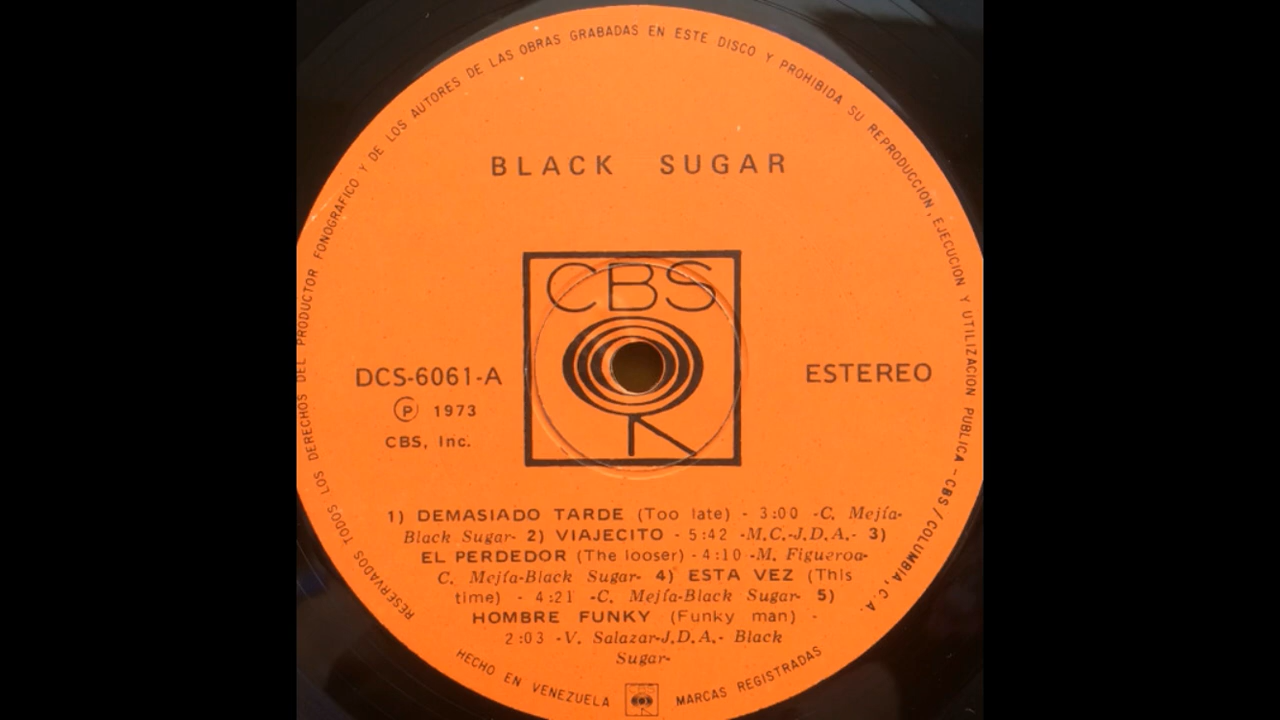 RESERVADOS TODOS LOS DERECHOS DEL PRODUCTOR FONOGRAFICO Y DE LOS AUTORES DE LAS OBRAS GRABADAS EN ESTE DISCO Y PROHIBIDA SU REPRODUCCION, EJECUCION Y UTILIZACION PUBLICA - CBS / COLUMBIA, C. A.
BLACK SUGAR
CBS
DCS-6061-A
ESTEREO
Ⓟ 1973
CBS, Inc.
1) DEMASIADO TARDE (Too late) - 3:00 -C. Mejía-
Black Sugar- 2) VIAJECITO - 5:42 -M.C.-J.D.A.- 3)
EL PERDEDOR (The looser) - 4:10 -M. Figueroa-
C. Mejía-Black Sugar- 4) ESTA VEZ (This
time) - 4:21 -C. Mejía-Black Sugar- 5)
HOMBRE FUNKY (Funky man) -
2:03 -V. Salazar-J.D.A.- Black
Sugar-
HECHO EN VENEZUELA CBS MARCAS REGISTRADAS